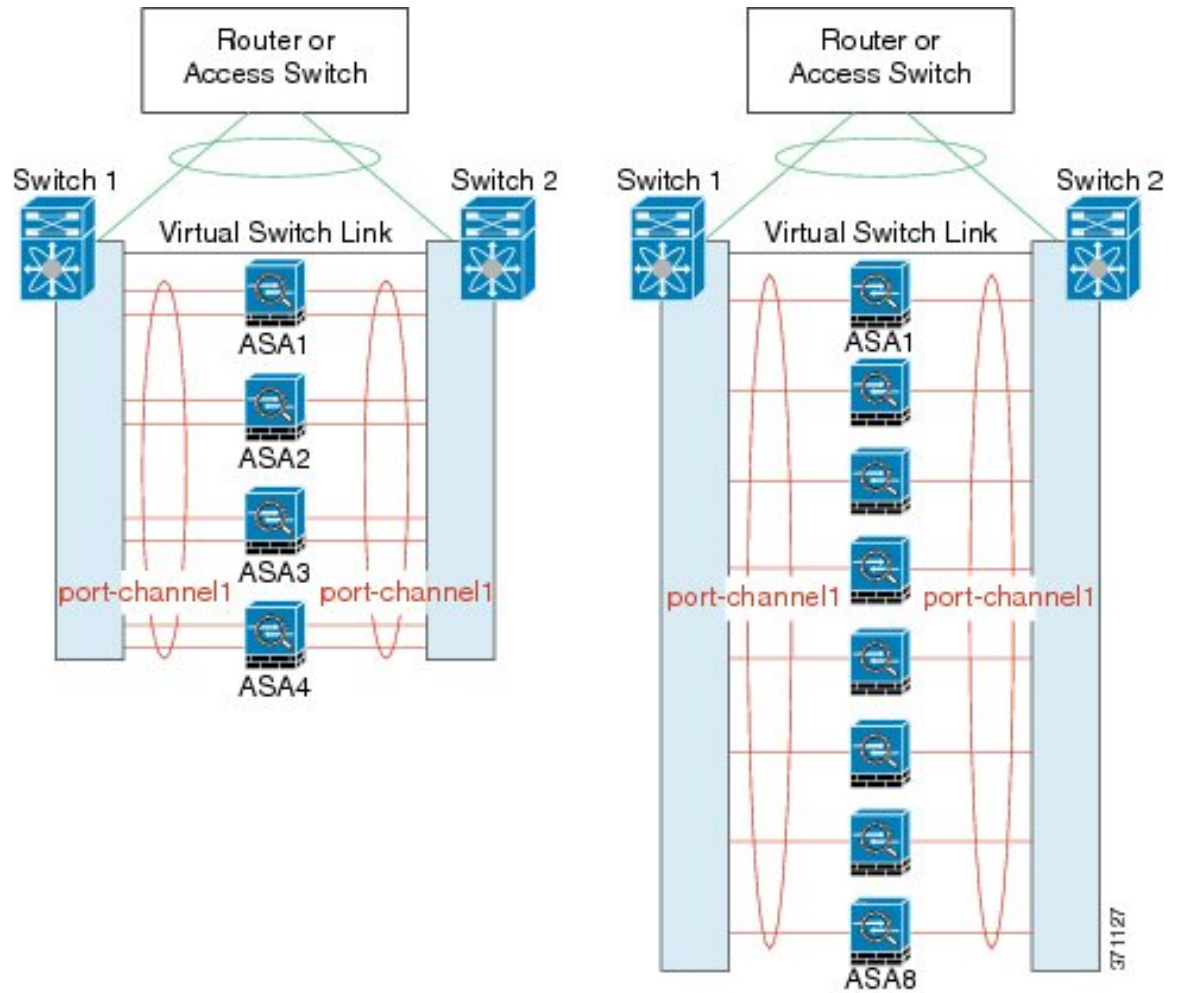 Router or
Access Switch
Switch 1
Switch 2
Virtual Switch Link
ASA1
ASA2
ASA3
port-channel1
port-channel1
ASA4
Router or
Access Switch
Switch 1
Switch 2
Virtual Switch Link
ASA1
port-channel1
port-channel1
ASA8
371127